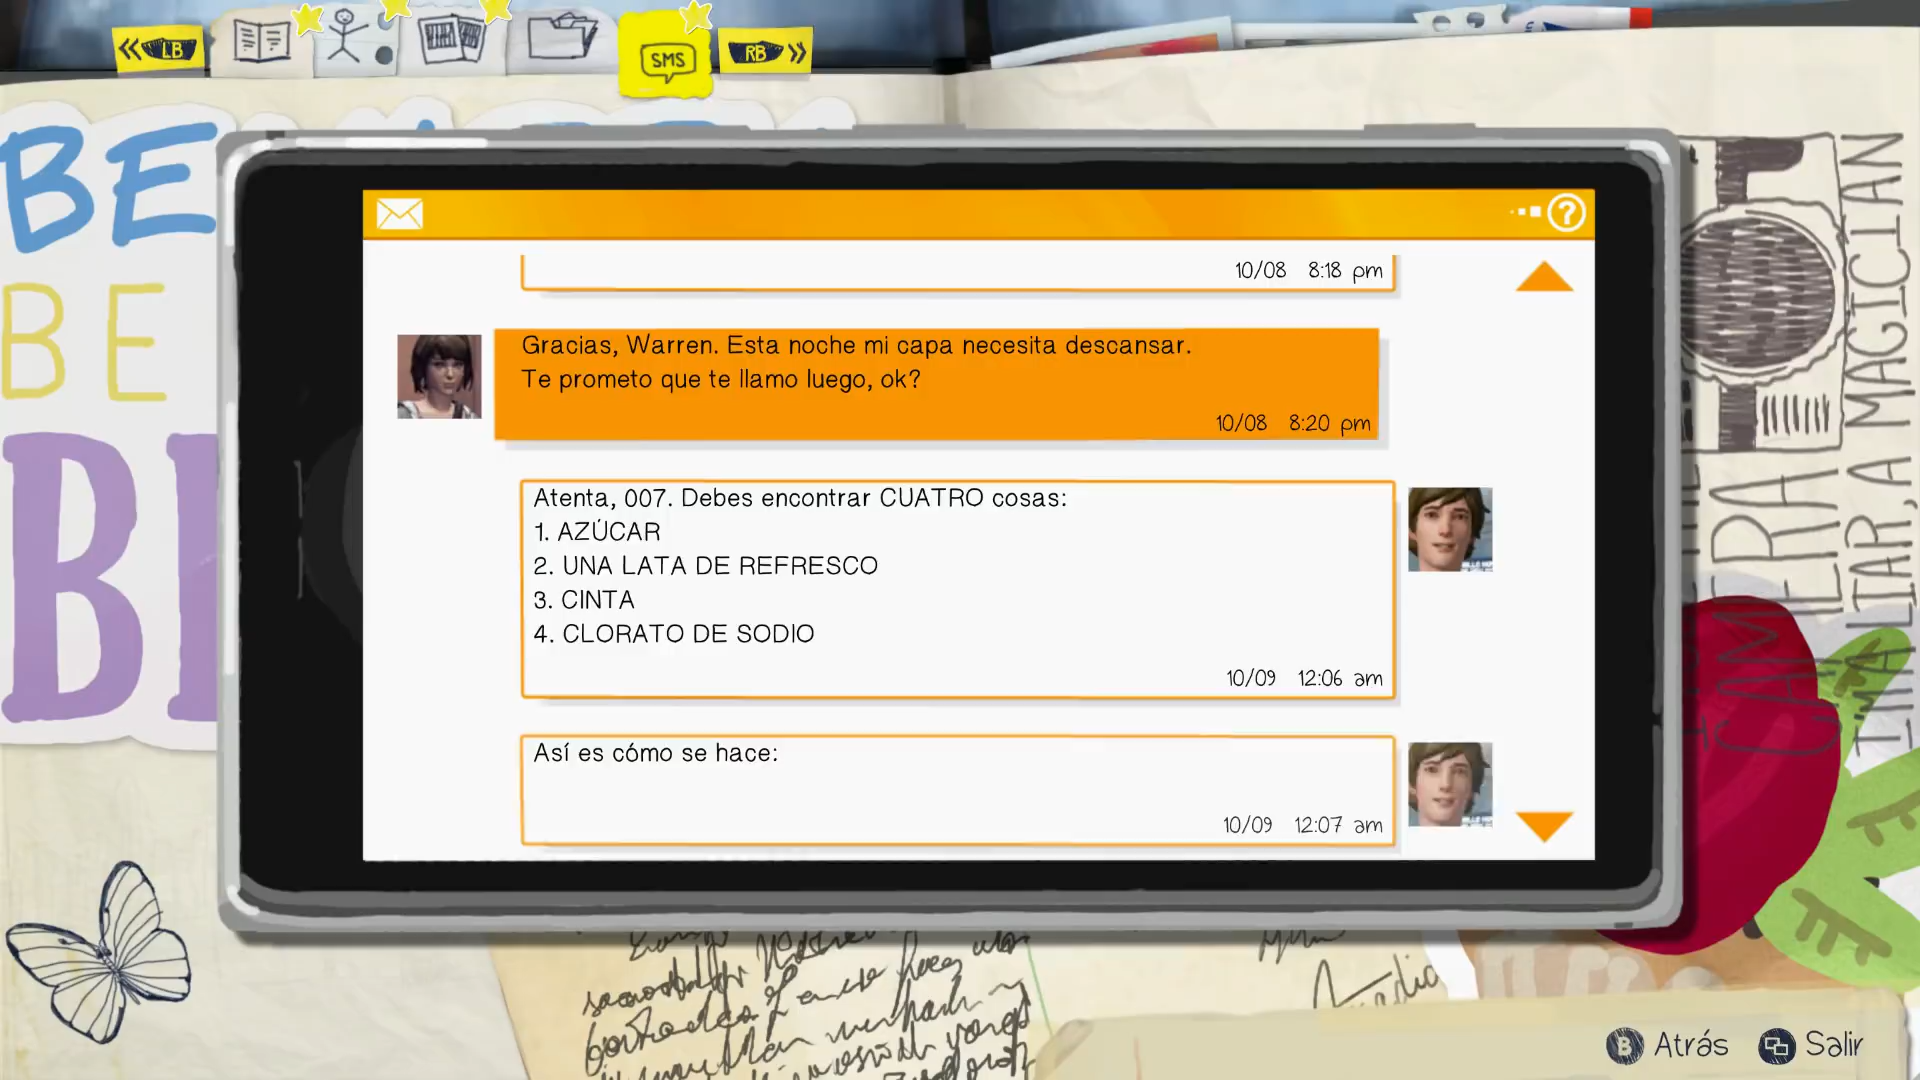 LB
SMS
RB
BE
BE
10/08 8:18 pm
Gracias, Warren. Esta noche mi capa necesita descansar.
Te prometo que te llamo luego, ok?
10/08 8:20 pm
Atenta, 007. Debes encontrar CUATRO cosas:
1. AZÚCAR
2. UNA LATA DE REFRESCO
3. CINTA
4. CLORATO DE SODIO
10/09 12:06 am
Así es cómo se hace:
10/09 12:07 am
LIAR, A MAGICIAN
B Atrás
Salir